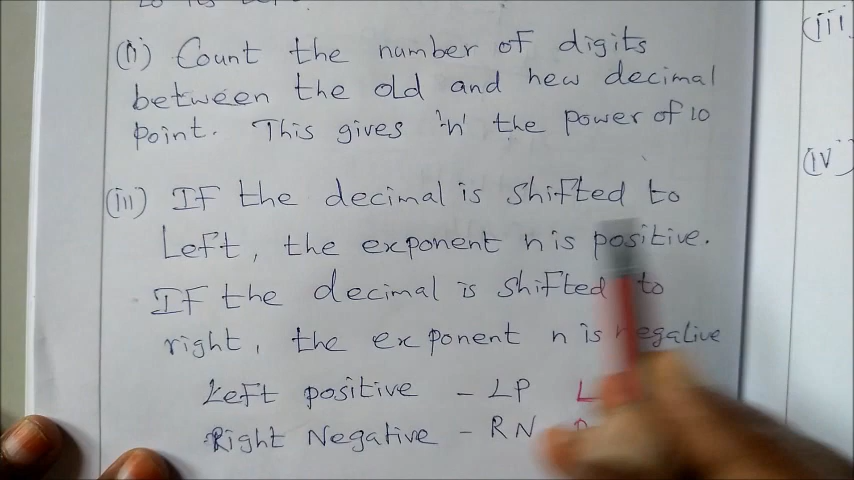 (ii) Count the number of digits
between the old and new decimal
point. This gives 'n' the power of 10
(iii) If the decimal is shifted to
Left, the exponent n is positive.
If the decimal is shifted to
right, the exponent n is negative
Left positive - LP L
Right Negative - RN
(iii)
(iv)